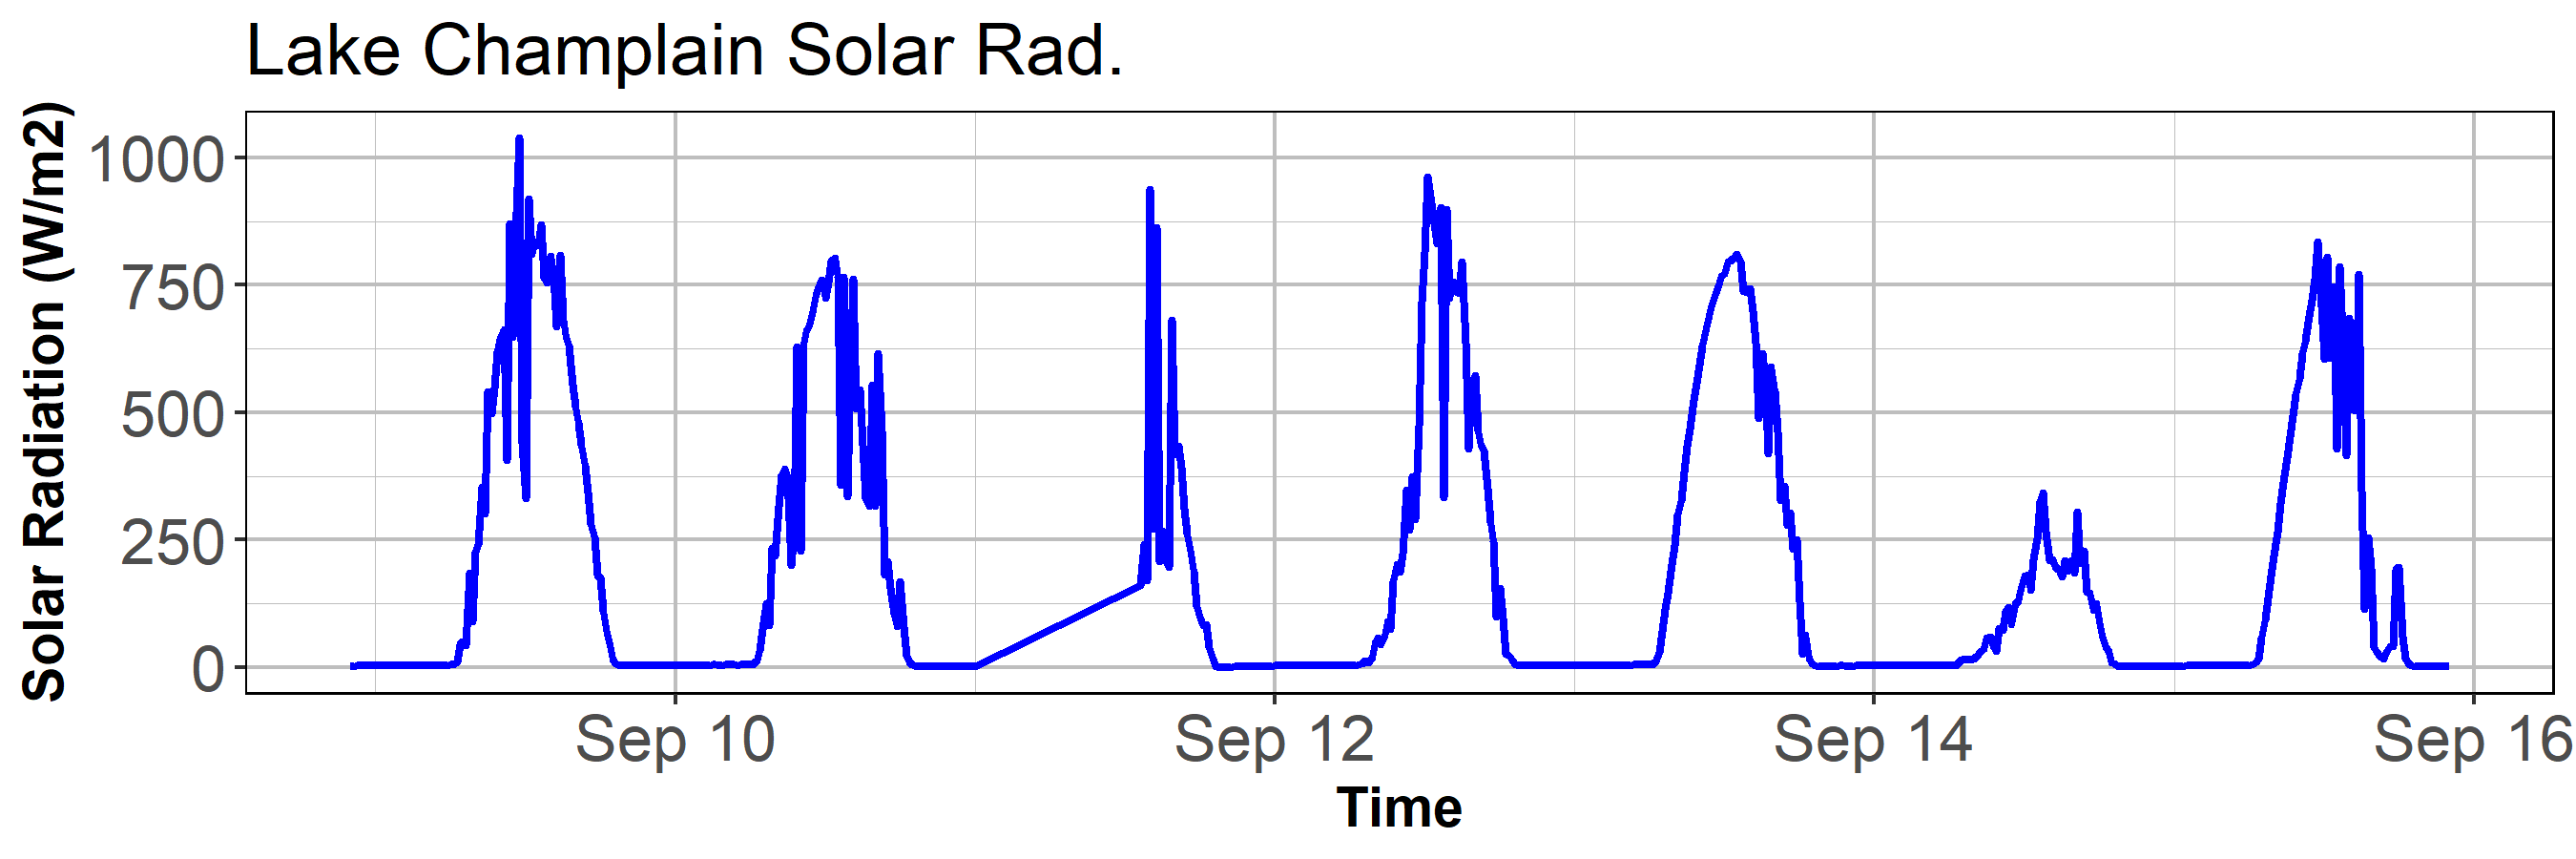 Lake Champlain Solar Rad.
Solar Radiation (W/m2)
1000
750
500
250
0
Sep 10
Sep 12
Sep 14
Sep 16
Time